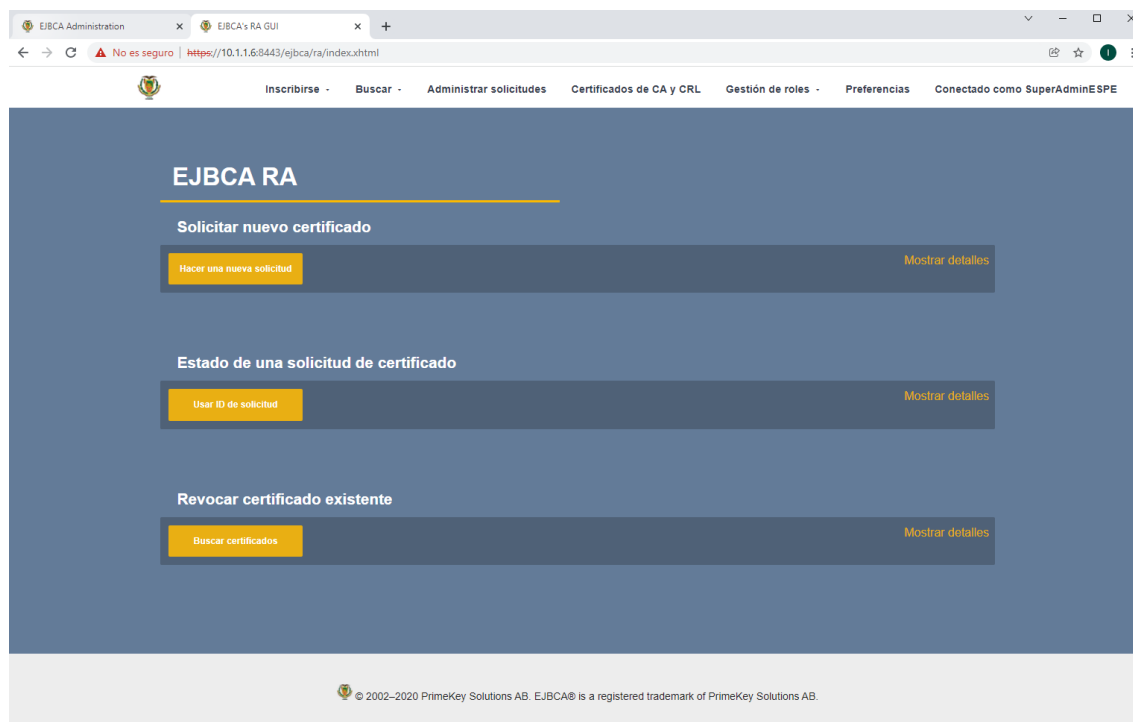 EJBCA Administration
EJBCA's RA GUI
No es seguro | https://10.1.1.6:8443/ejbca/ra/index.xhtml
I
Inscribirse - Buscar - Administrar solicitudes Certificados de CA y CRL Gestión de roles - Preferencias Conectado como SuperAdminESPE
EJBCA RA
Solicitar nuevo certificado
Hacer una nueva solicitud Mostrar detalles
Estado de una solicitud de certificado
Usar ID de solicitud Mostrar detalles
Revocar certificado existente
Buscar certificados Mostrar detalles
© 2002–2020 PrimeKey Solutions AB. EJBCA® is a registered trademark of PrimeKey Solutions AB.